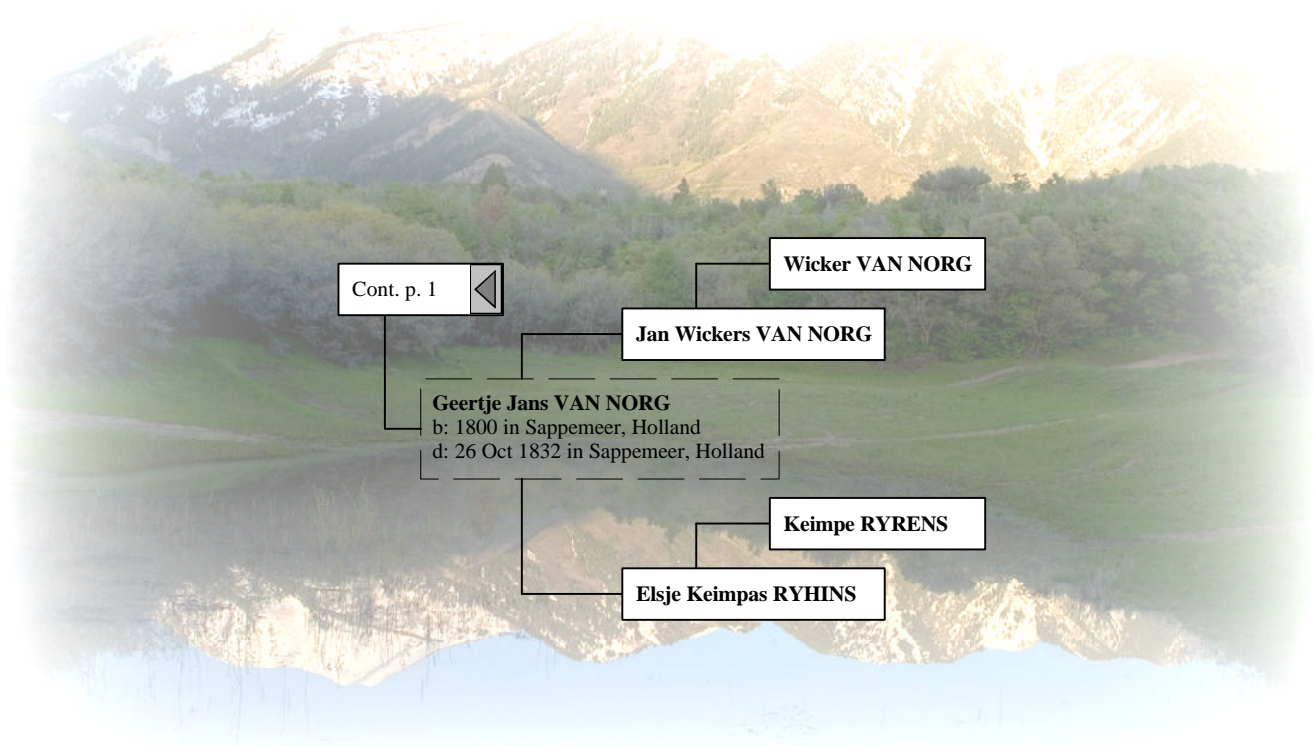 Wicker VAN NORG
Cont. p. 1
Jan Wickers VAN NORG
Geertje Jans VAN NORG
b: 1800 in Sappemeer, Holland
d: 26 Oct 1832 in Sappemeer, Holland
Keimpe RYRENS
Elsje Keimpas RYHINS